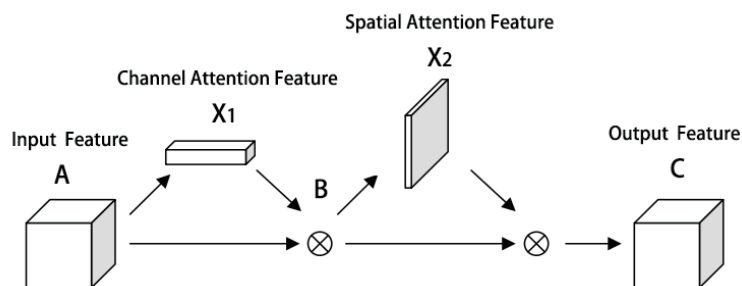 Spatial Attention Feature
X2
Channel Attention Feature
X1
Input Feature
A
B
Output Feature
C